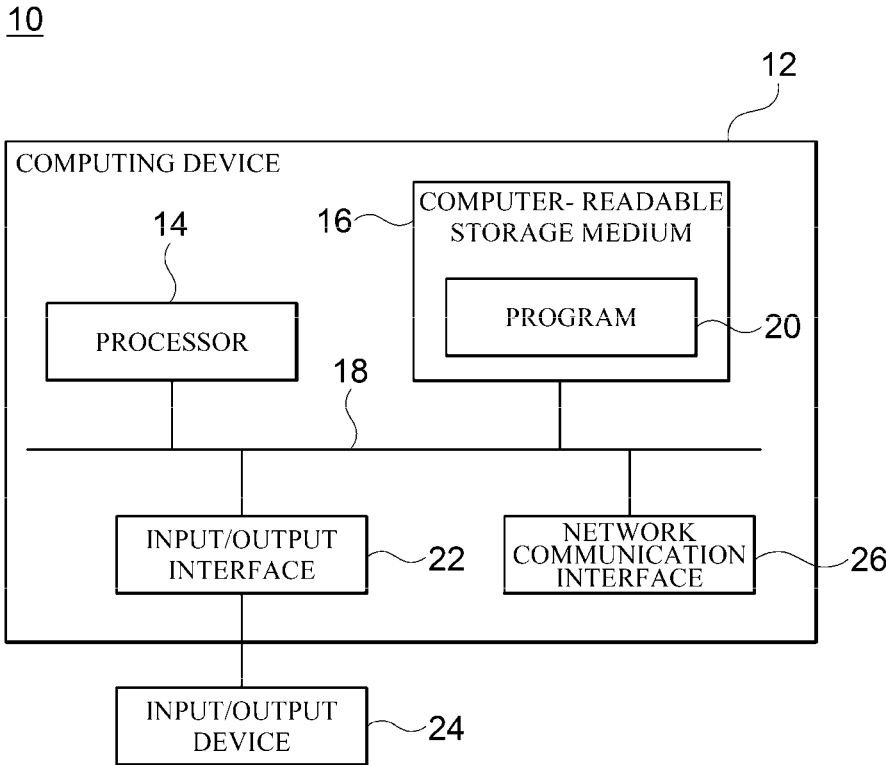 10
12
COMPUTING DEVICE
14
16
COMPUTER- READABLE
STORAGE MEDIUM
PROCESSOR
PROGRAM
20
18
INPUT/OUTPUT
INTERFACE
22
NETWORK
COMMUNICATION
INTERFACE
26
INPUT/OUTPUT
DEVICE
24